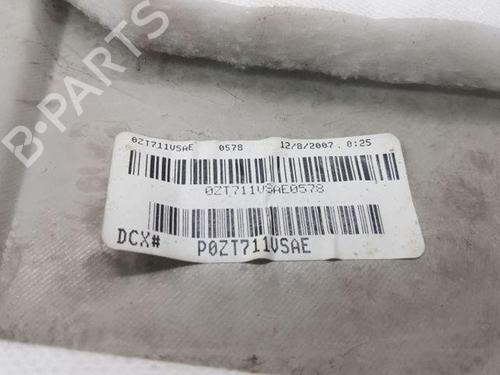 0ZT711VSAE 0578 12/8/2007 . 0:25
0ZT711VSAE0578
DCX# P0ZT711VSAE
B-PARTS